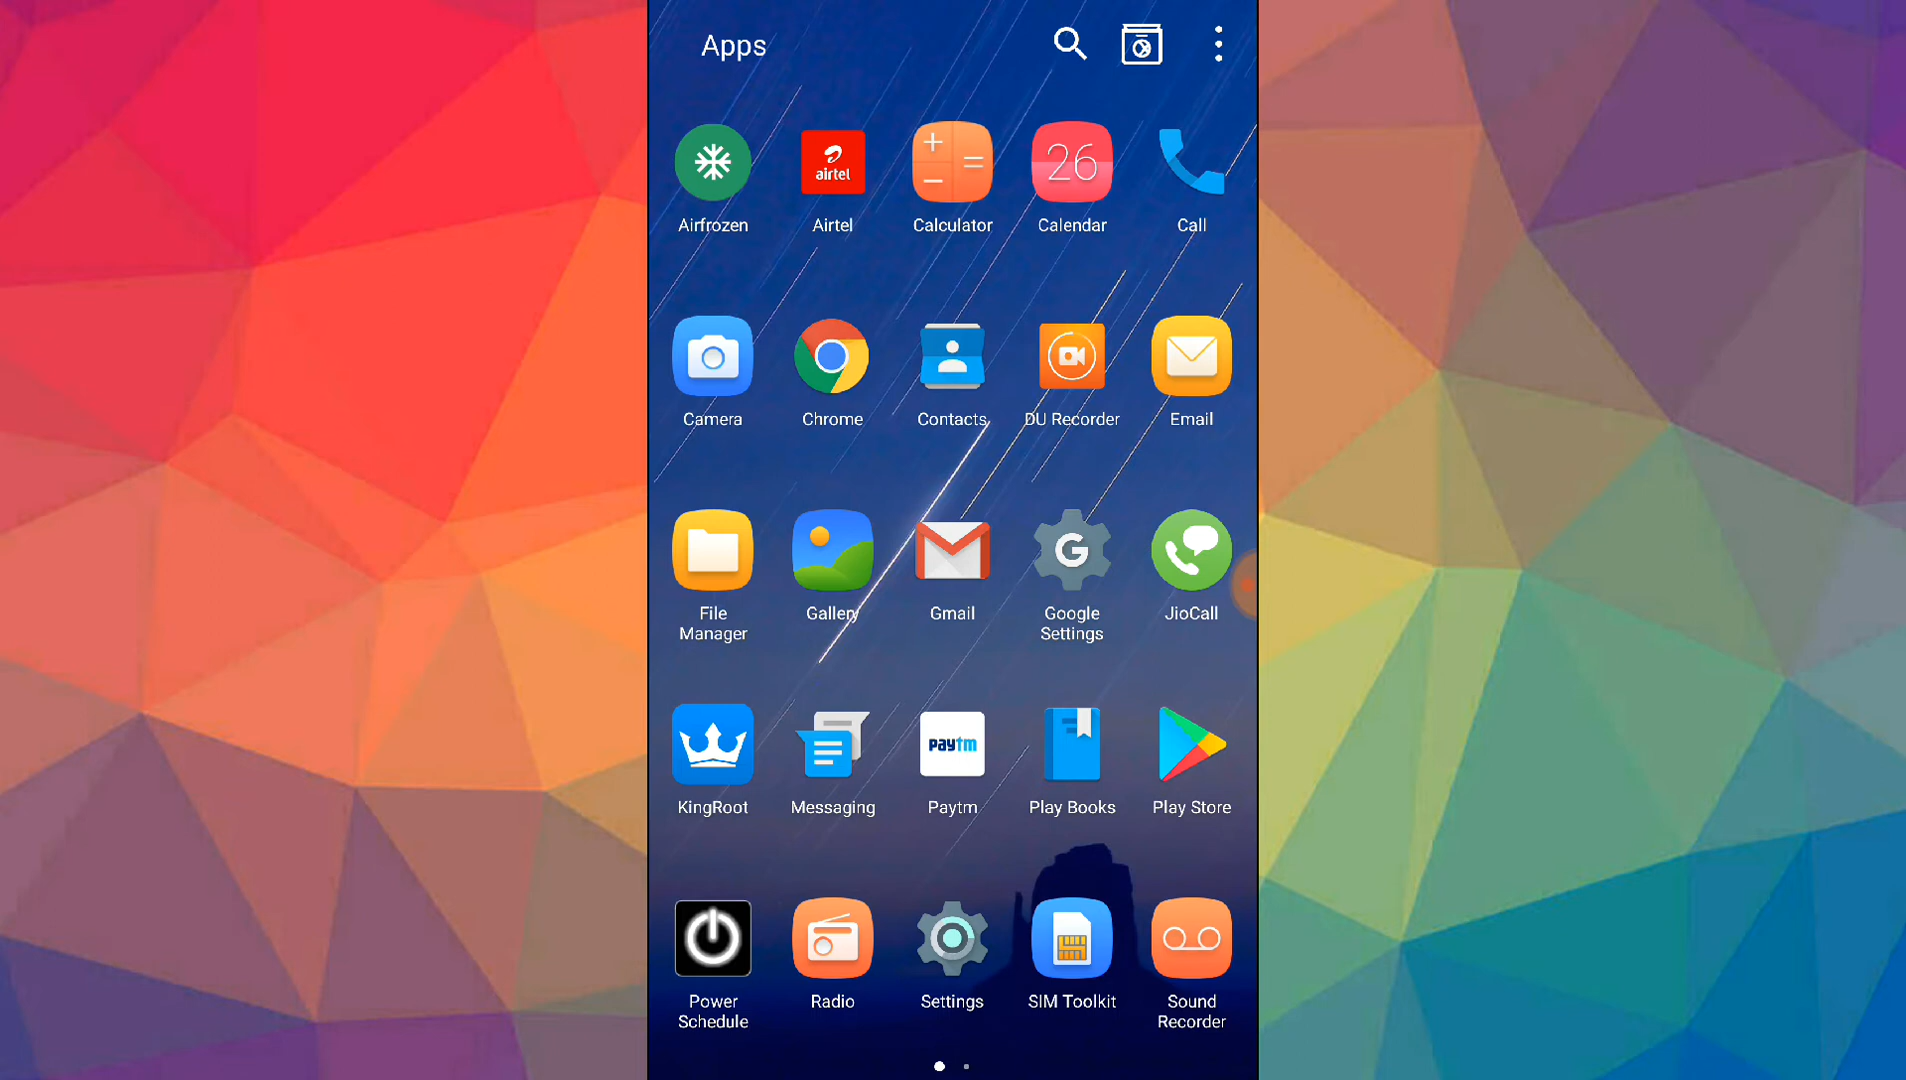 Apps
airtel
26
Airfrozen
Airtel
Calculator
Calendar
Call
Camera
Chrome
Contacts
DU Recorder
Email
G
File
Manager
Gallery
Gmail
Google
Settings
JioCall
paytm
KingRoot
Messaging
Paytm
Play Books
Play Store
Power
Schedule
Radio
Settings
SIM Toolkit
Sound
Recorder